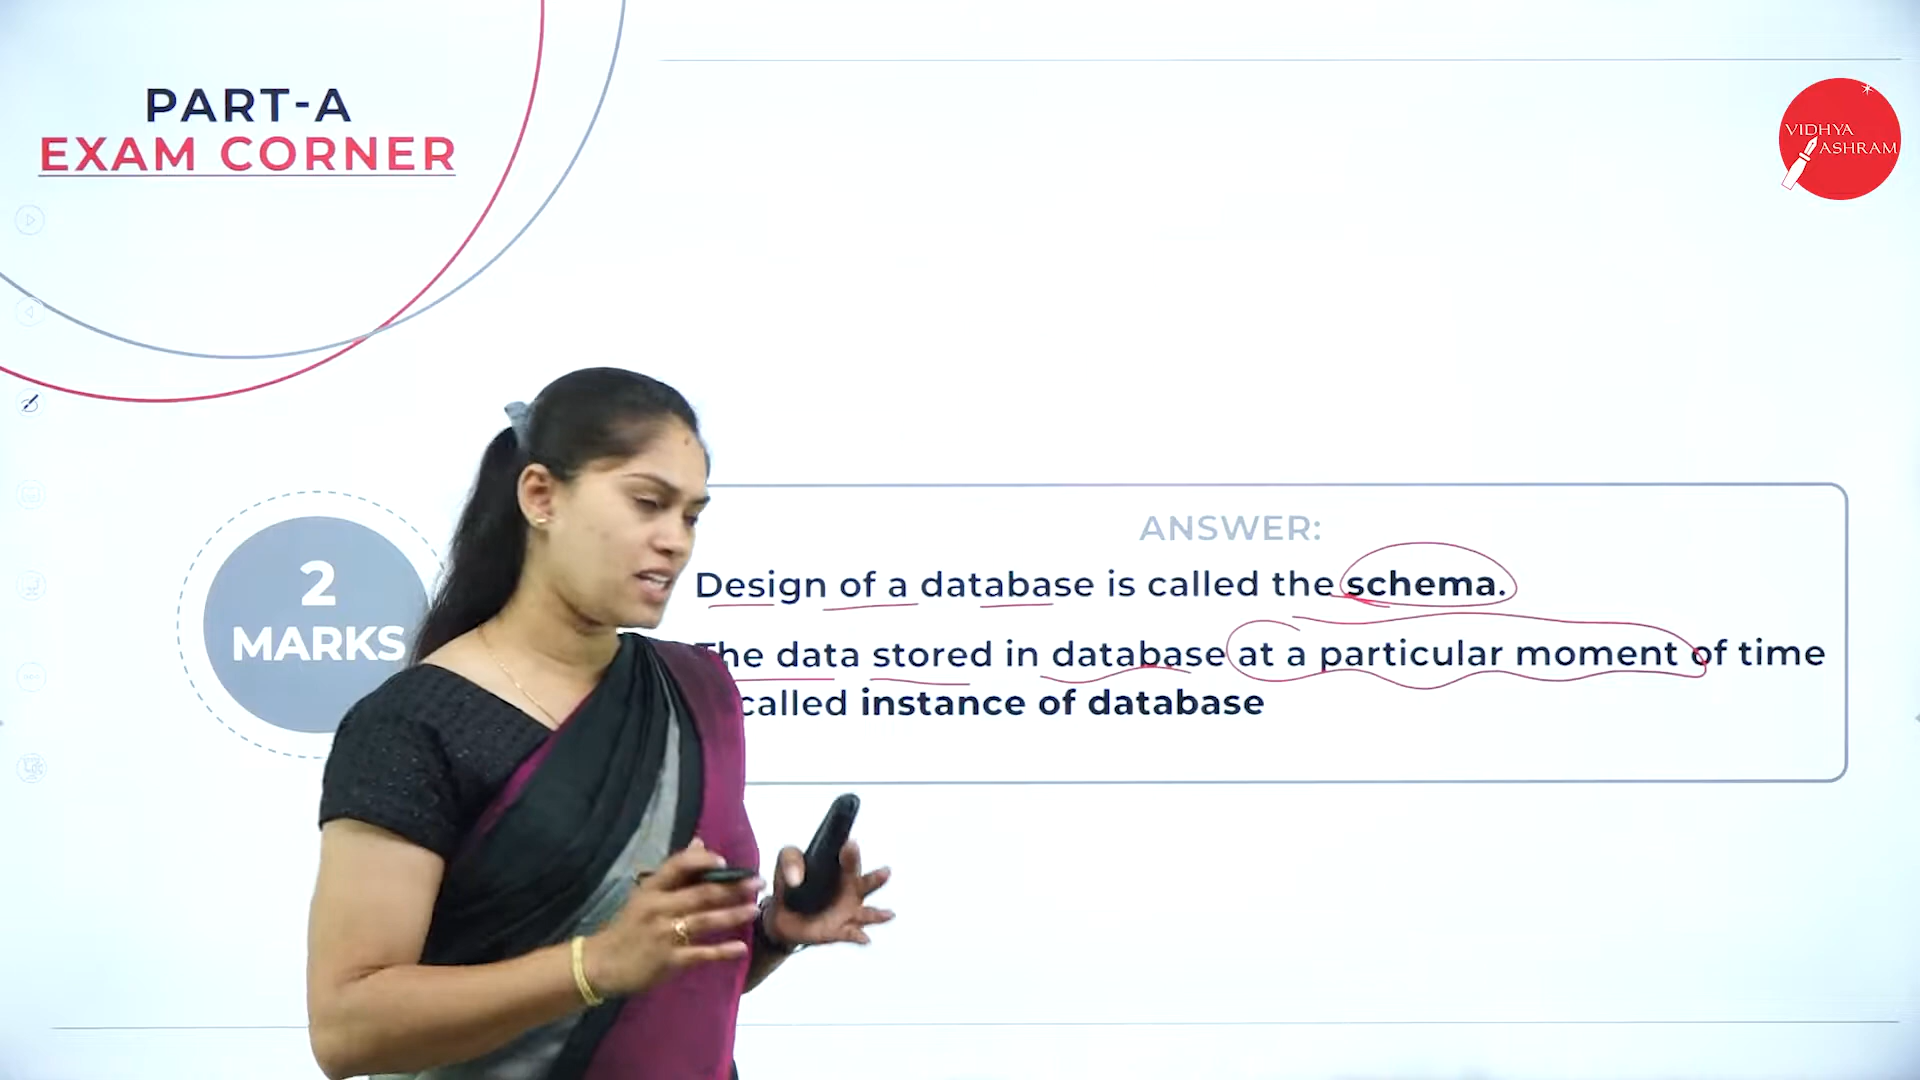 PART-A
EXAM CORNER
VIDHYA
ASHRAM
2
MARKS
ANSWER:
Design of a database is called the schema.
The data stored in database at a particular moment of time
called instance of database